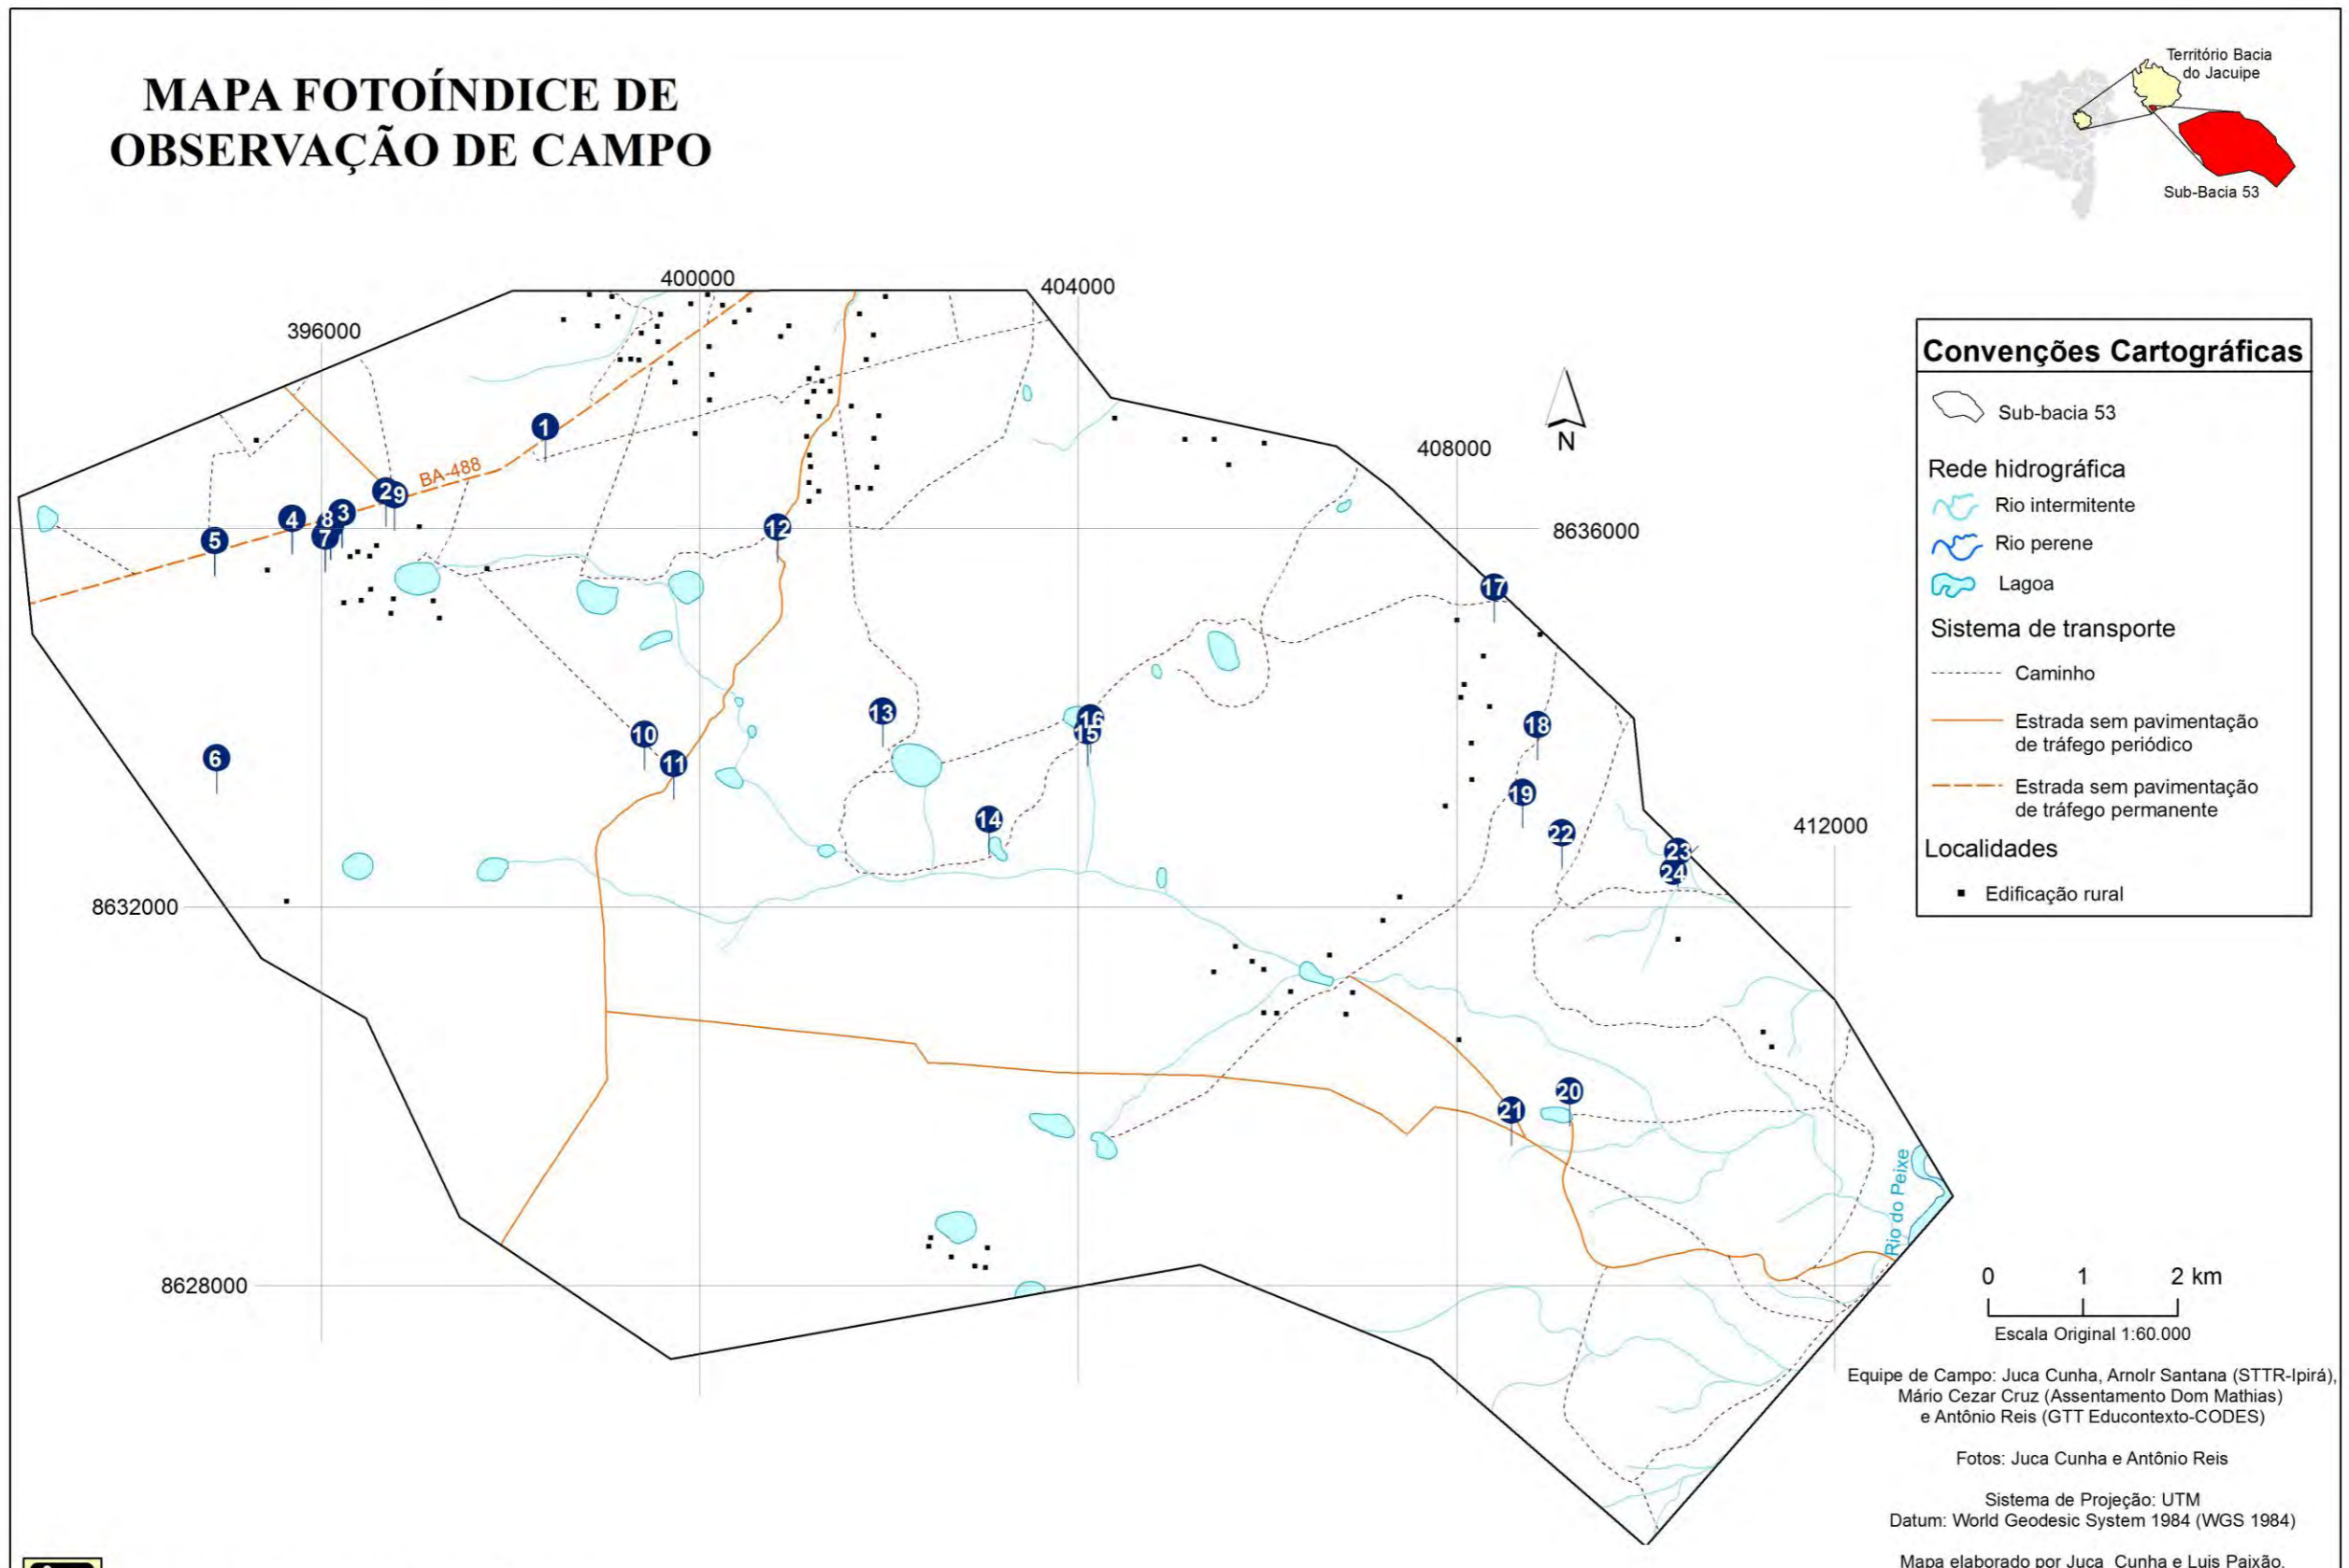 MAPA FOTOÍNDICE DE
OBSERVAÇÃO DE CAMPO
Território Bacia
do Jacuipe
Sub-Bacia 53
400000
404000
396000
408000
N
8636000
412000
8632000
8628000
BA-488
1
2
9
3
8
4
7
5
12
17
6
10
11
13
16
15
18
14
19
22
23
24
20
21
Rio do Peixe
Convenções Cartográficas
Sub-bacia 53
Rede hidrográfica
Rio intermitente
Rio perene
Lagoa
Sistema de transporte
Caminho
Estrada sem pavimentação
de tráfego periódico
Estrada sem pavimentação
de tráfego permanente
Localidades
Edificação rural
0 1 2 km
Escala Original 1:60.000
Equipe de Campo: Juca Cunha, Arnolr Santana (STTR-Ipirá),
Mário Cezar Cruz (Assentamento Dom Mathias)
e Antônio Reis (GTT Educontexto-CODES)
Fotos: Juca Cunha e Antônio Reis
Sistema de Projeção: UTM
Datum: World Geodesic System 1984 (WGS 1984)
Mapa elaborado por Juca Cunha e Luis Paixão.